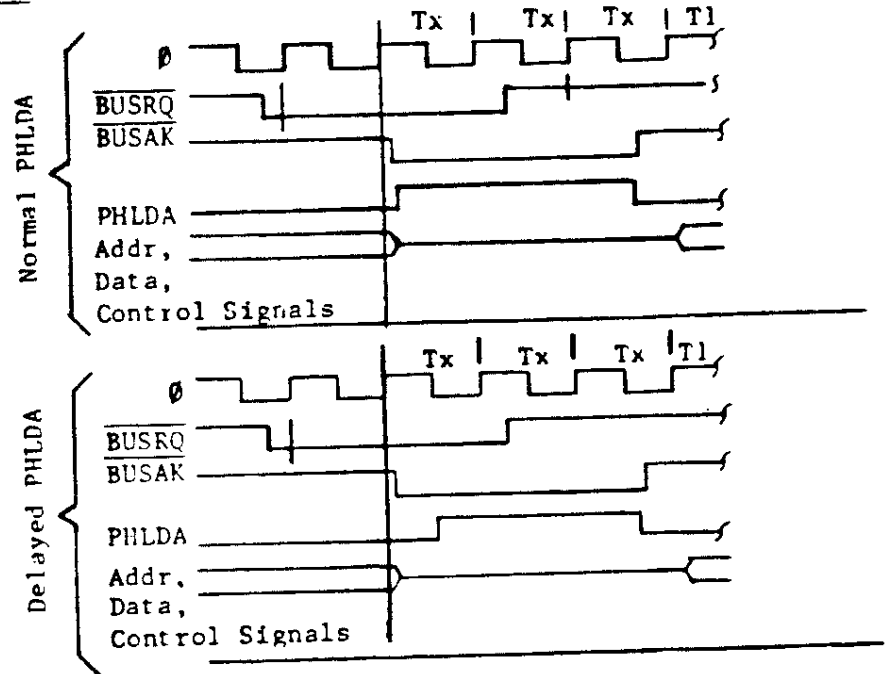 Normal PHLDA
Tx | Tx | Tx | T1
Ø
BUSRQ
BUSAK
PHLDA
Addr,
Data,
Control Signals
Delayed PHLDA
Tx | Tx | Tx | T1
Ø
BUSRQ
BUSAK
PHLDA
Addr,
Data,
Control Signals